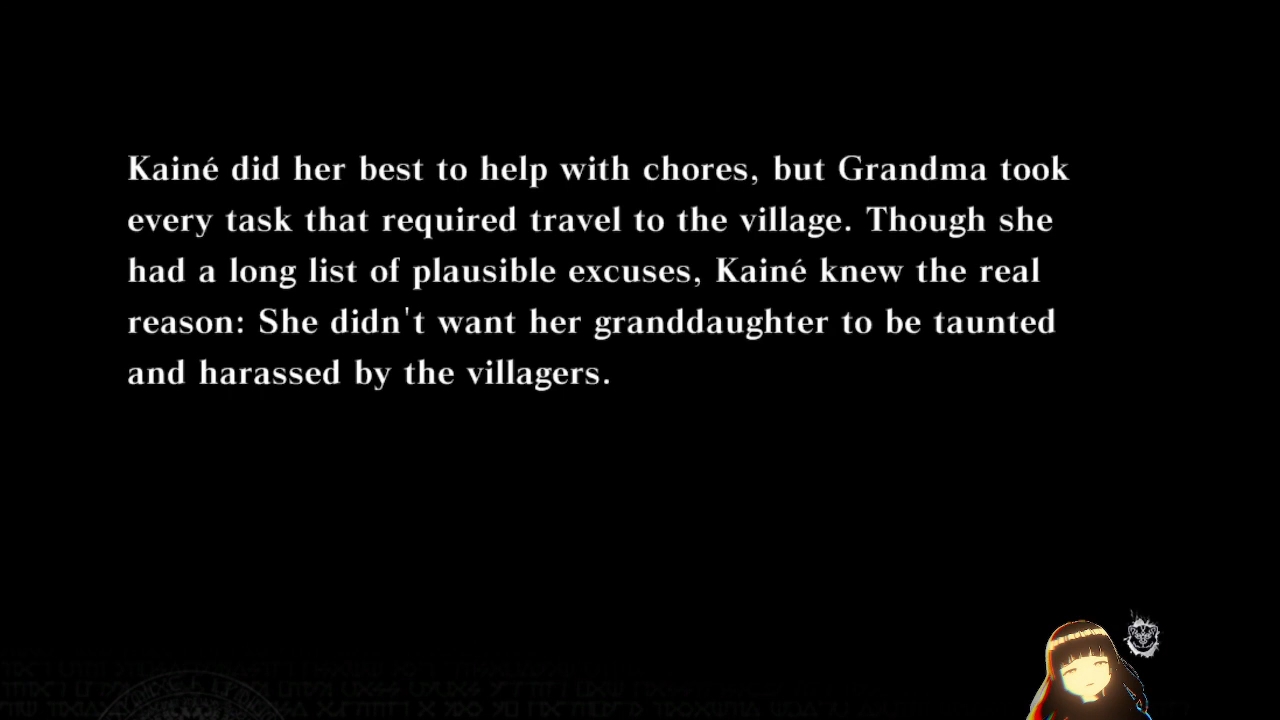 Kainé did her best to help with chores, but Grandma took
every task that required travel to the village. Though she
had a long list of plausible excuses, Kainé knew the real
reason: She didn't want her granddaughter to be taunted
and harassed by the villagers.